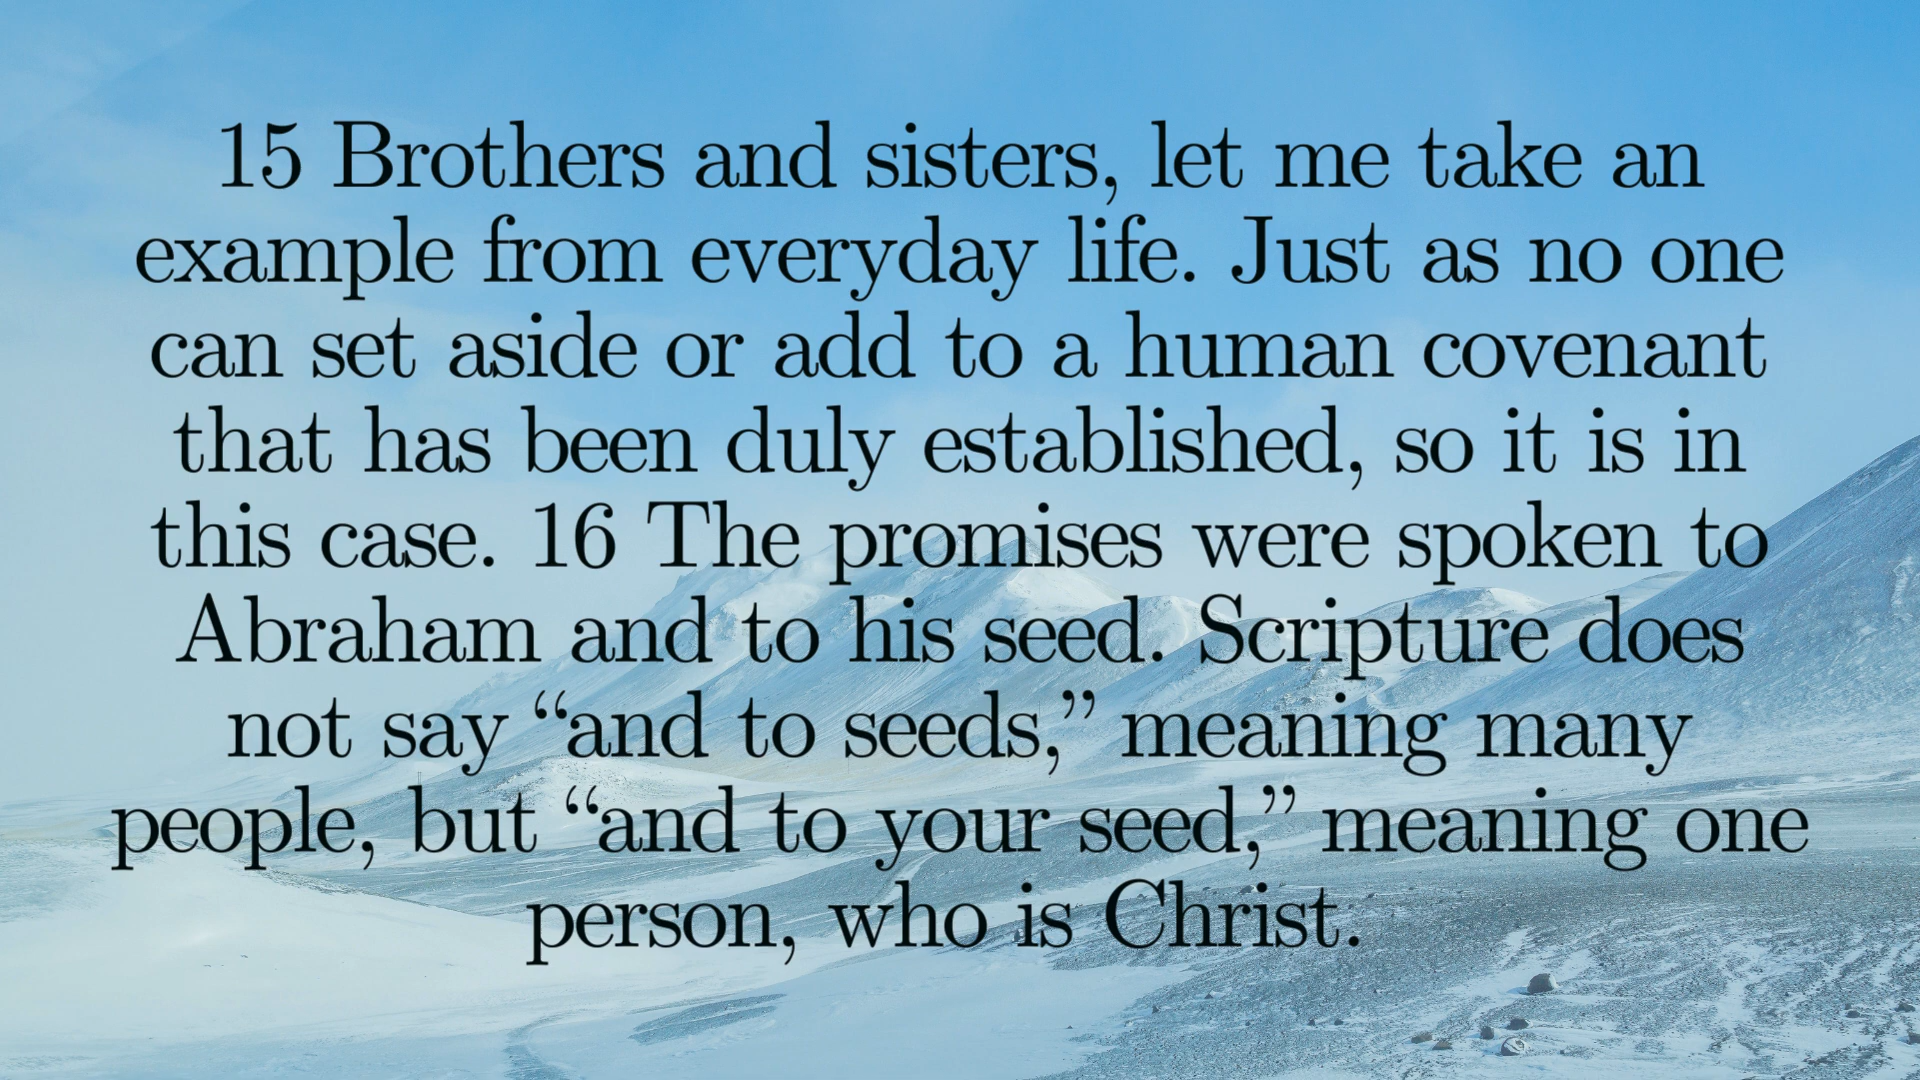 15 Brothers and sisters, let me take an
example from everyday life. Just as no one
can set aside or add to a human covenant
that has been duly established, so it is in
this case. 16 The promises were spoken to
Abraham and to his seed. Scripture does
not say “and to seeds,” meaning many
people, but “and to your seed,” meaning one
person, who is Christ.